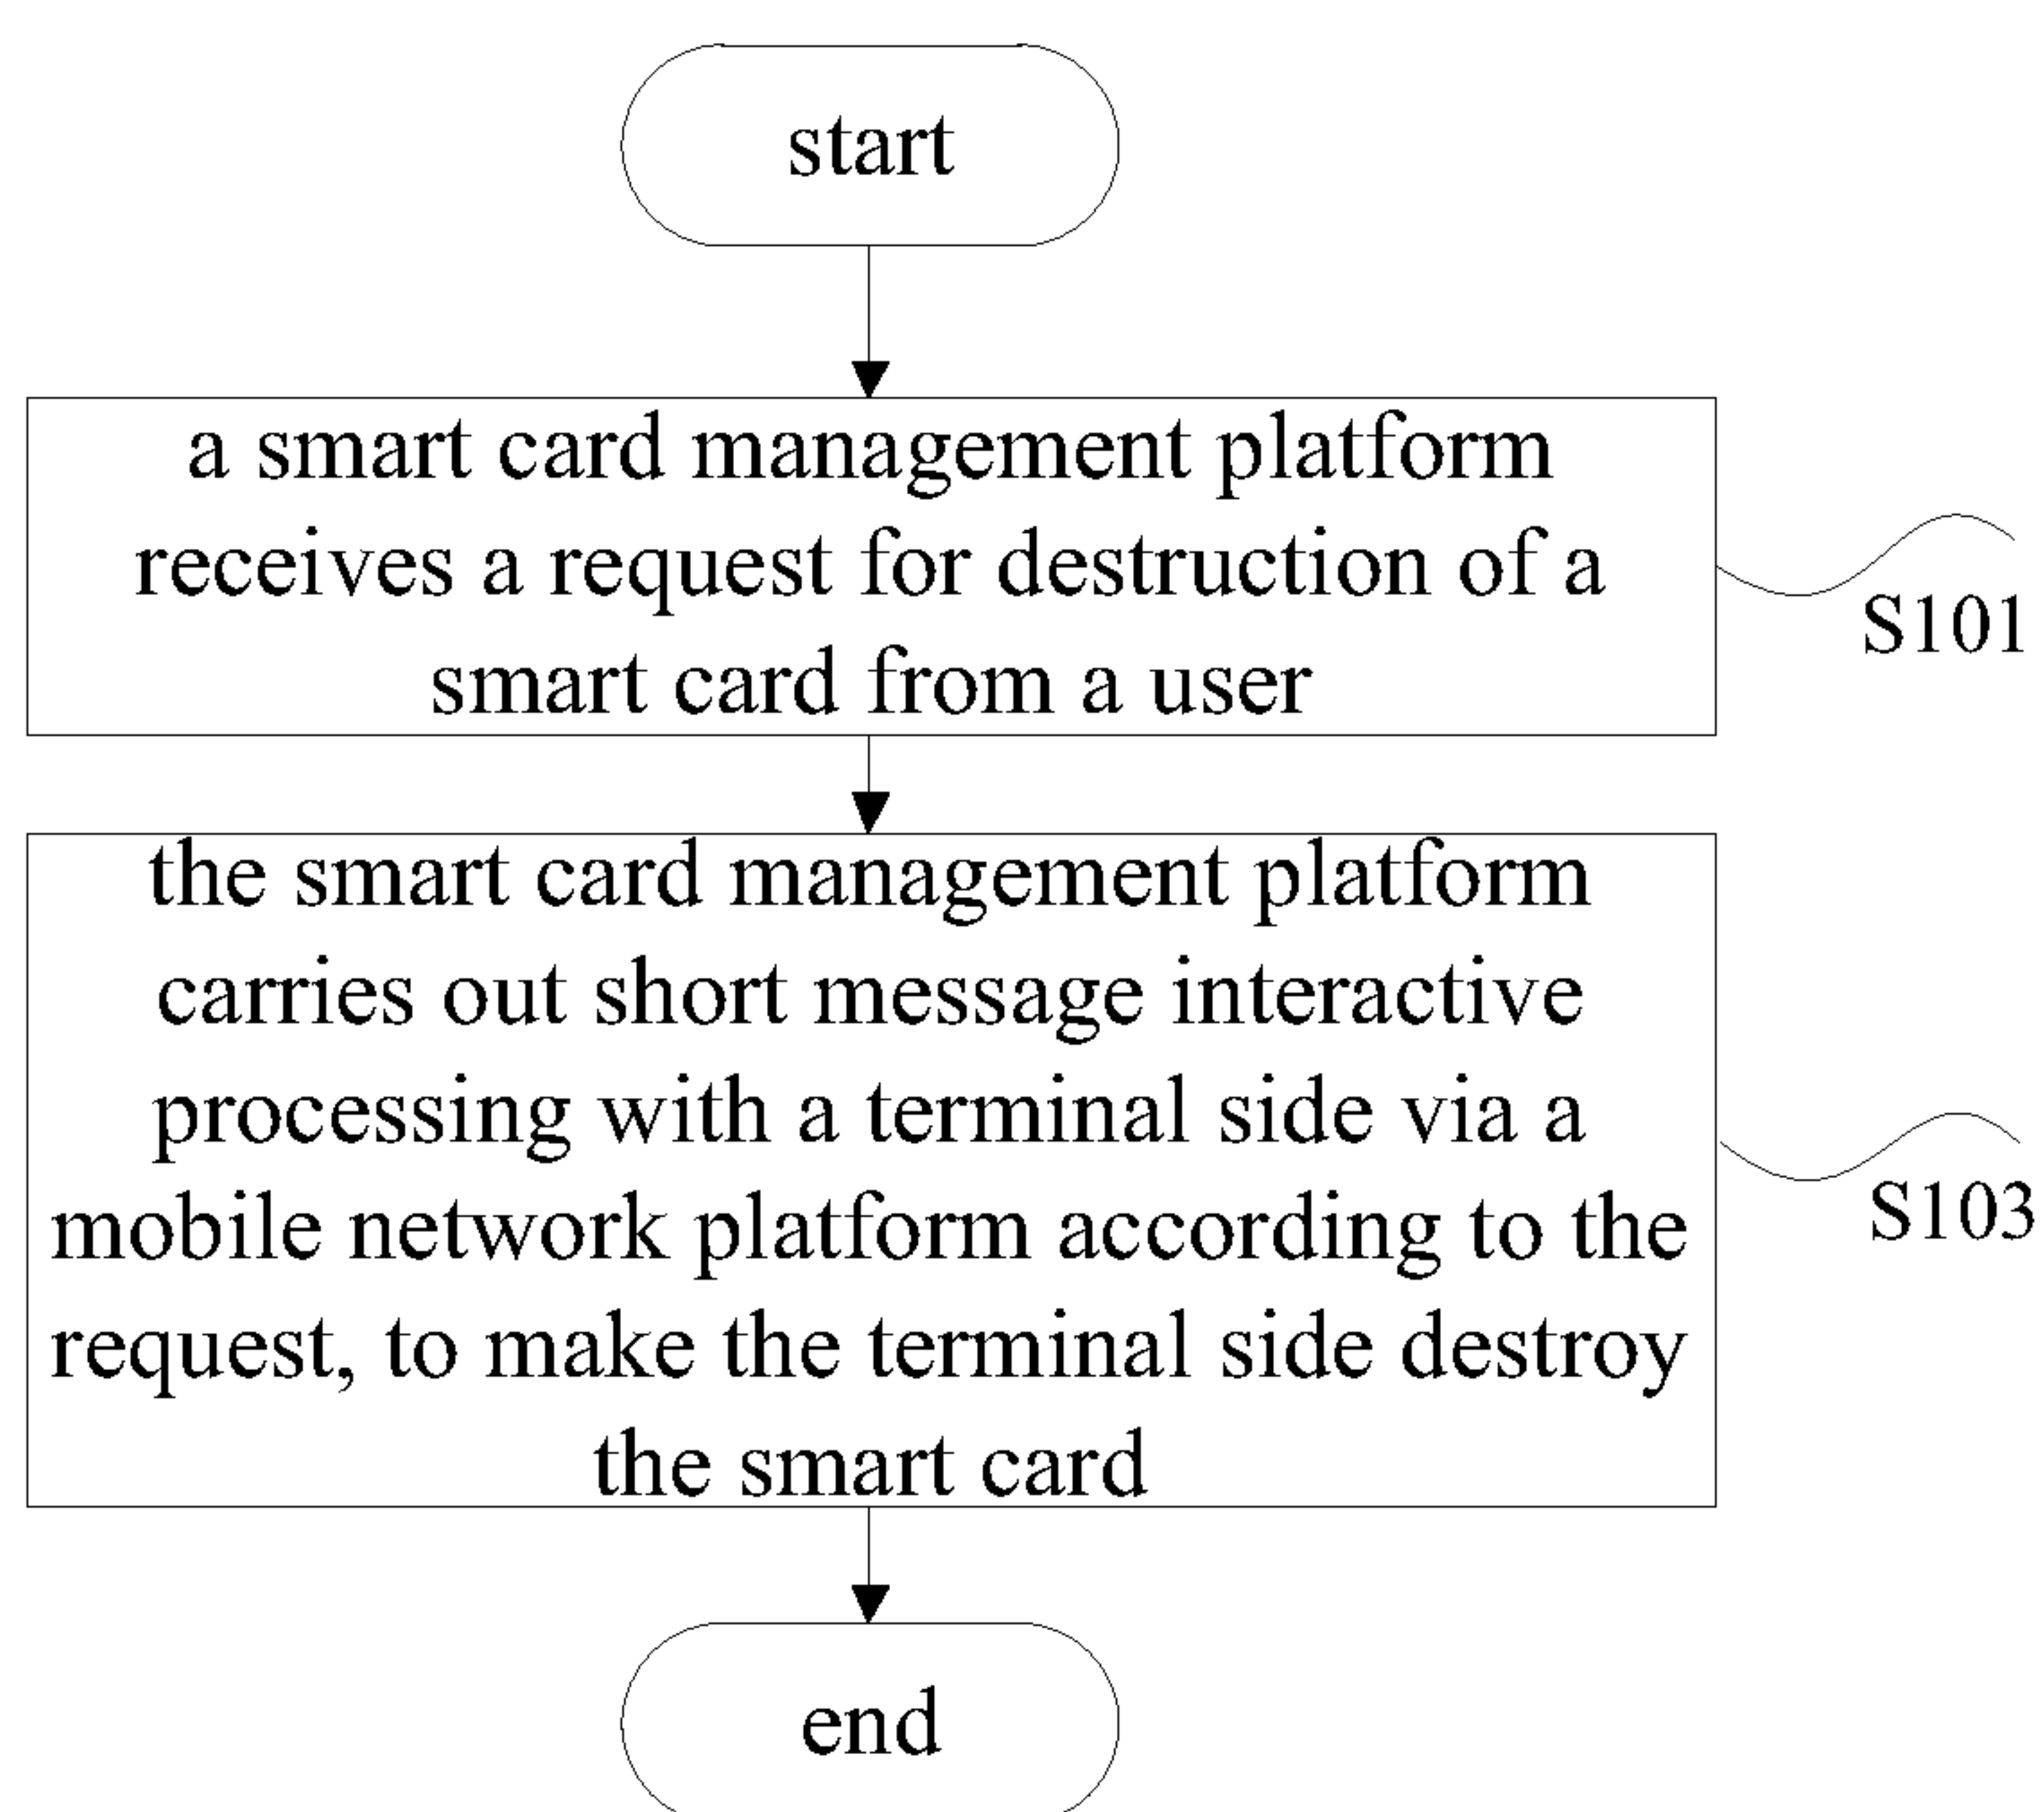 start
a smart card management platform
receives a request for destruction of a
smart card from a user
S101
the smart card management platform
carries out short message interactive
processing with a terminal side via a
mobile network platform according to the
request, to make the terminal side destroy
the smart card
S103
end